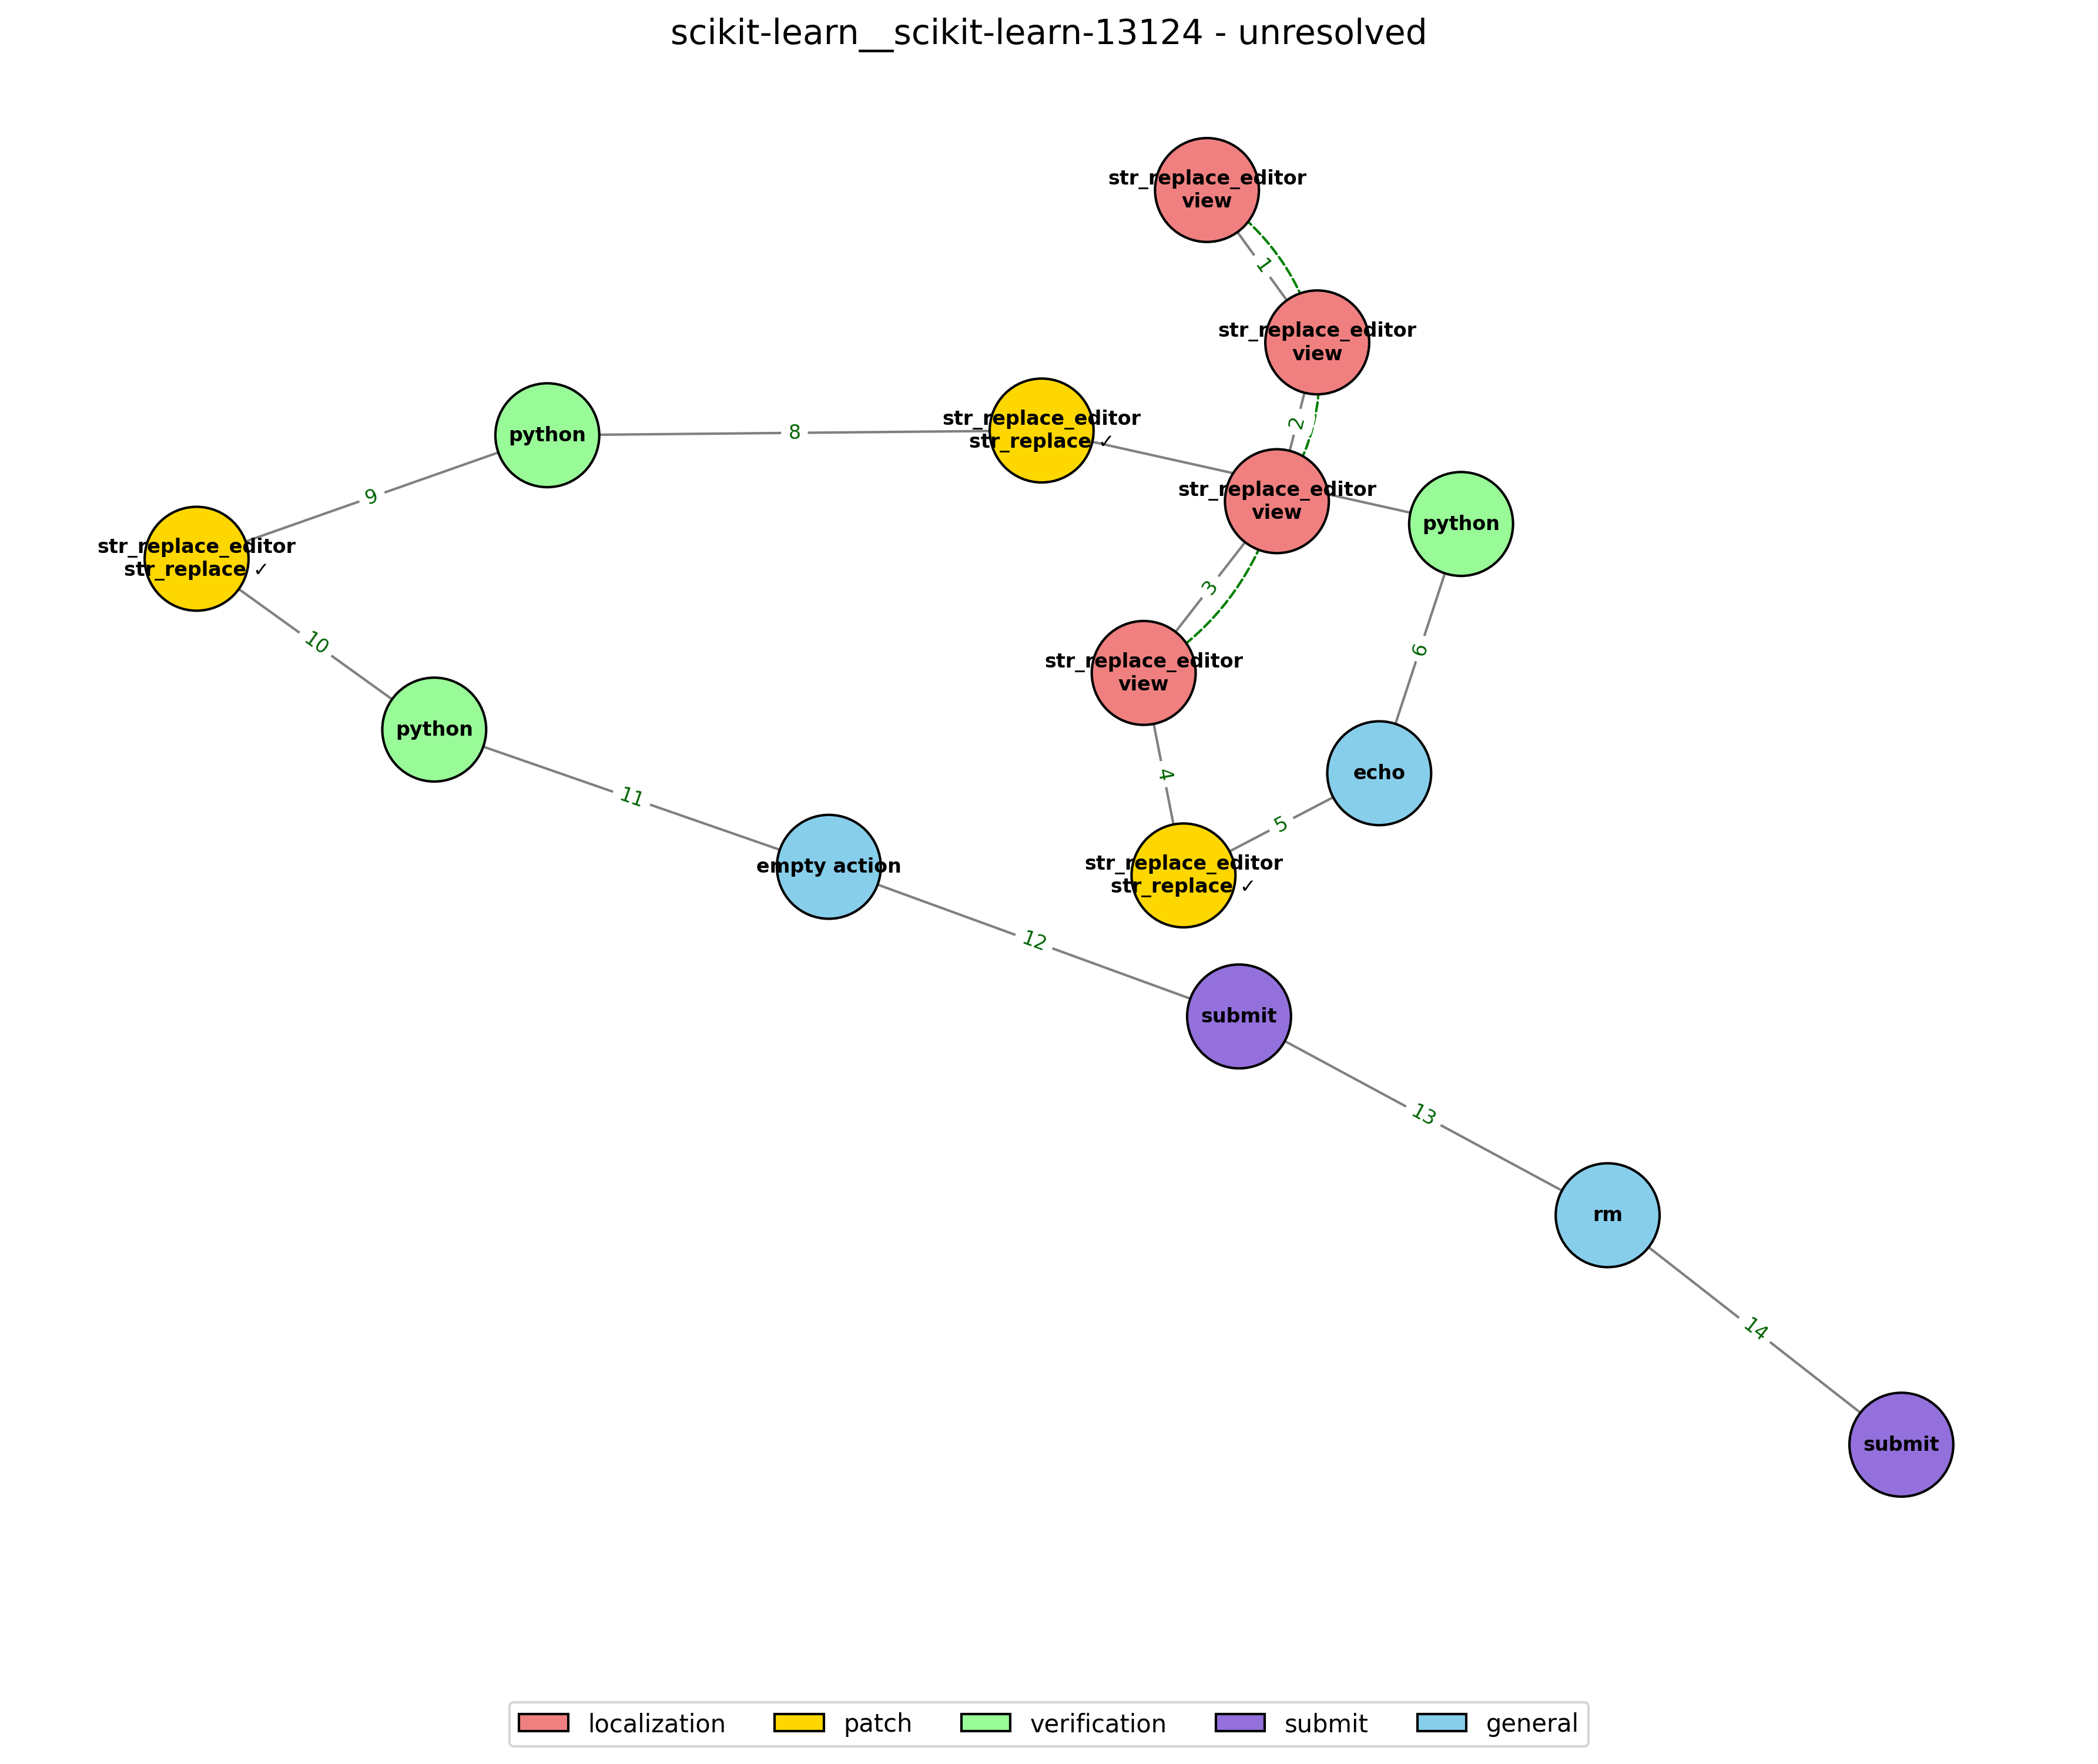 scikit-learn__scikit-learn-13124 - unresolved
str_replace_editor
view
1
str_replace_editor
view
2
str_replace_editor
view
3
str_replace_editor
view
4
str_replace_editor
str_replace ✓
5
echo
6
python
str_replace_editor
str_replace ✓
8
python
9
str_replace_editor
str_replace ✓
10
python
11
empty action
12
submit
13
rm
14
submit
localization
patch
verification
submit
general